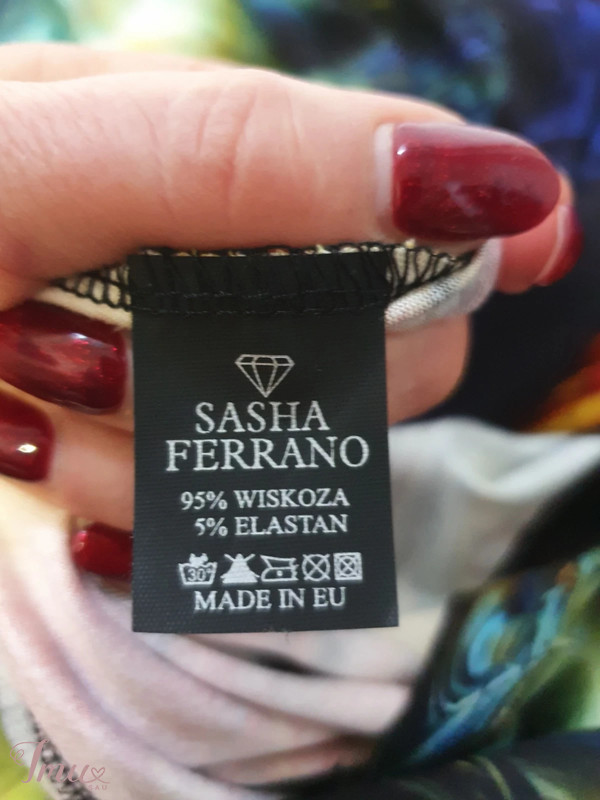 SASHA
FERRANO
95% WISKOZA
5% ELASTAN
30°
MADE IN EU